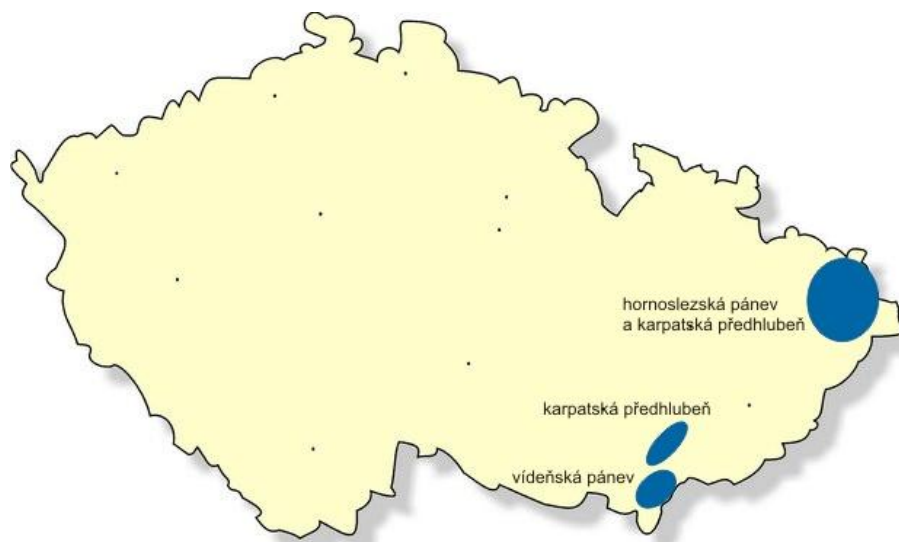 hornoslezská pánev
a karpatská předhlubeň
karpatská předhlubeň
vídeňská pánev